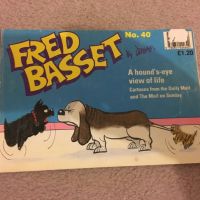 FRED
BASSET
No. 40
by
£1.20
A hound's-eye
view of life
Cartoons from the Daily Mail
and The Mail on Sunday